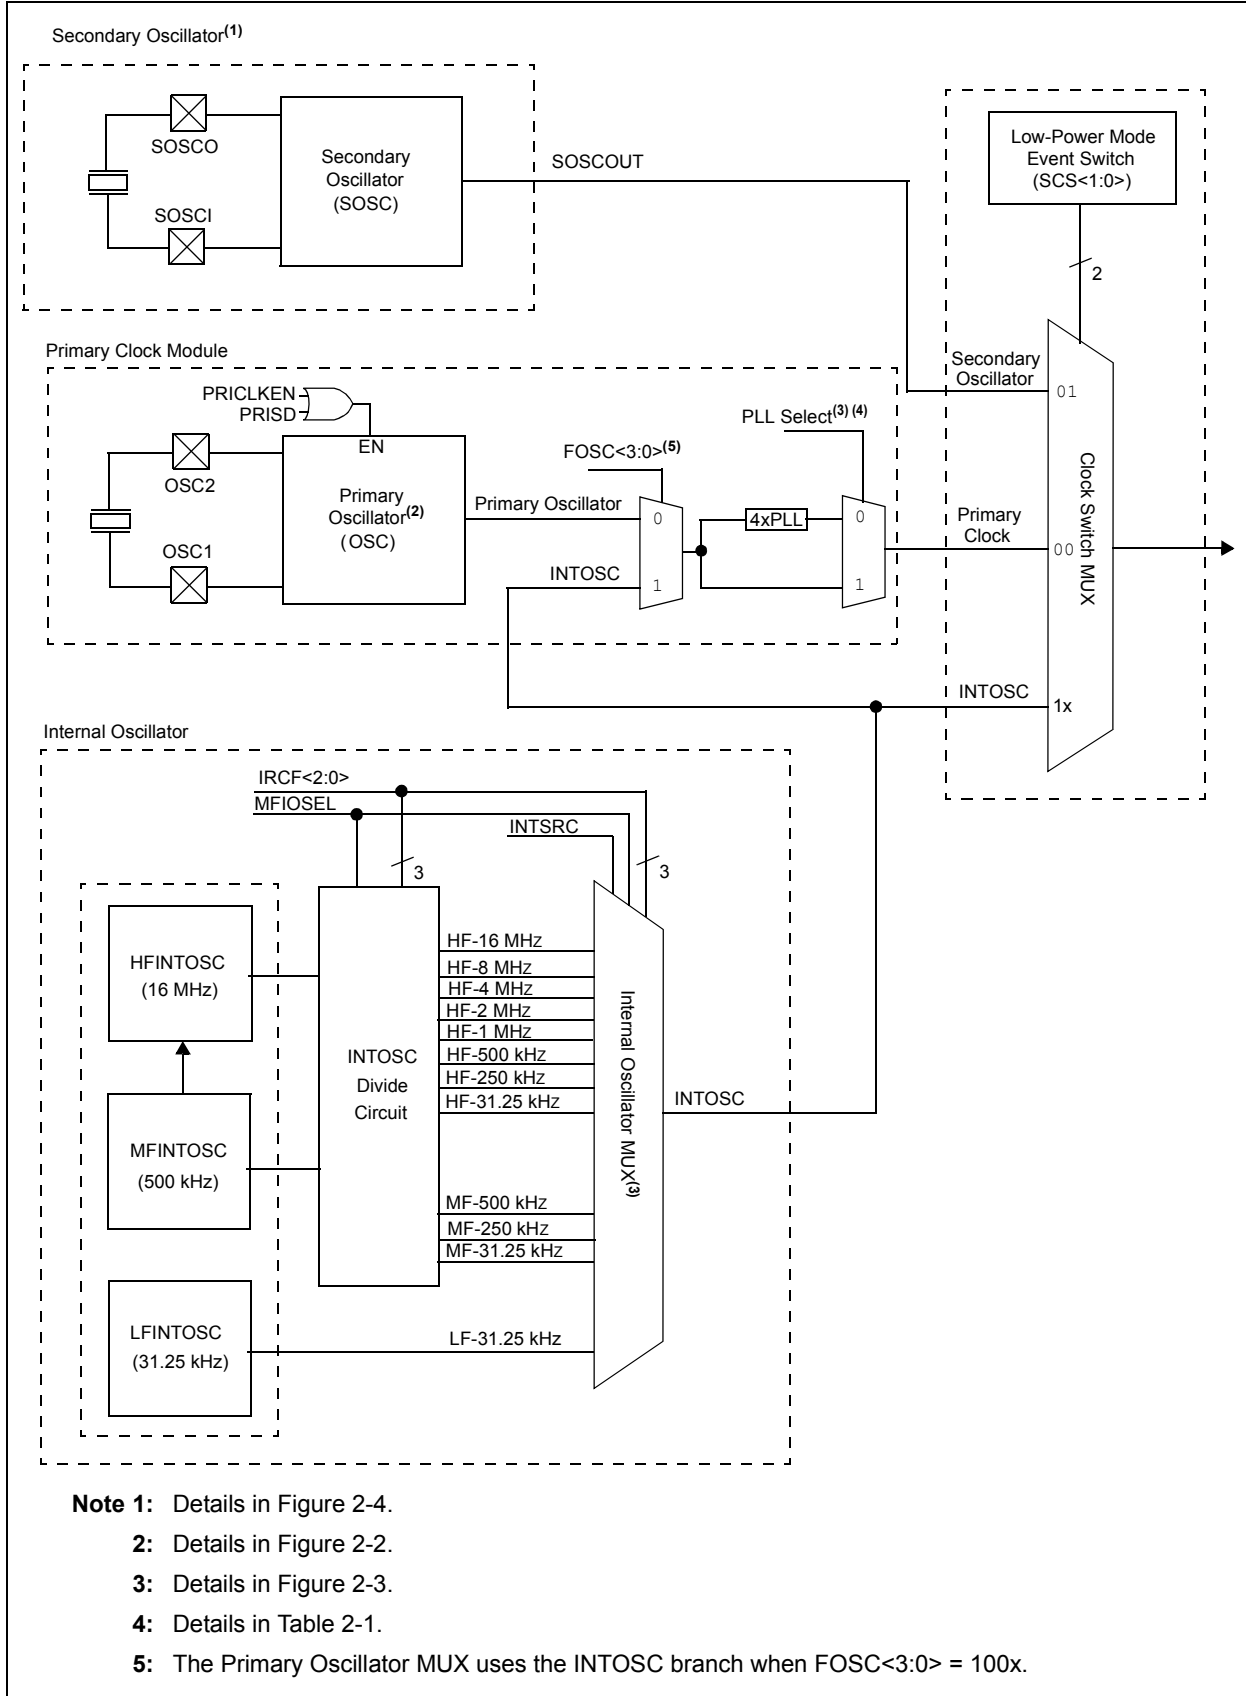 Secondary Oscillator(1)
SOSCO
SOSCI
Secondary
Oscillator
(SOSC)
SOSCOUT
Low-Power Mode
Event Switch
(SCS<1:0>)
2
Primary Clock Module
PRICLKEN
PRISD
EN
OSC2
OSC1
Primary
Oscillator(2)
(OSC)
Primary Oscillator
INTOSC
FOSC<3:0>(5)
0
1
PLL Select(3) (4)
4xPLL
0
1
Secondary
Oscillator
01
Primary
Clock
00
INTOSC
1x
Clock Switch MUX
Internal Oscillator
IRCF<2:0>
MFIOSEL
INTSRC
3
3
HFINTOSC
(16 MHz)
MFINTOSC
(500 kHz)
LFINTOSC
(31.25 kHz)
INTOSC
Divide
Circuit
HF-16 MHz
HF-8 MHz
HF-4 MHz
HF-2 MHz
HF-1 MHz
HF-500 kHz
HF-250 kHz
HF-31.25 kHz
MF-500 kHz
MF-250 kHz
MF-31.25 kHz
LF-31.25 kHz
Internal Oscillator MUX(3)
INTOSC
Note 1: Details in Figure 2-4.
2: Details in Figure 2-2.
3: Details in Figure 2-3.
4: Details in Table 2-1.
5: The Primary Oscillator MUX uses the INTOSC branch when FOSC<3:0> = 100x.